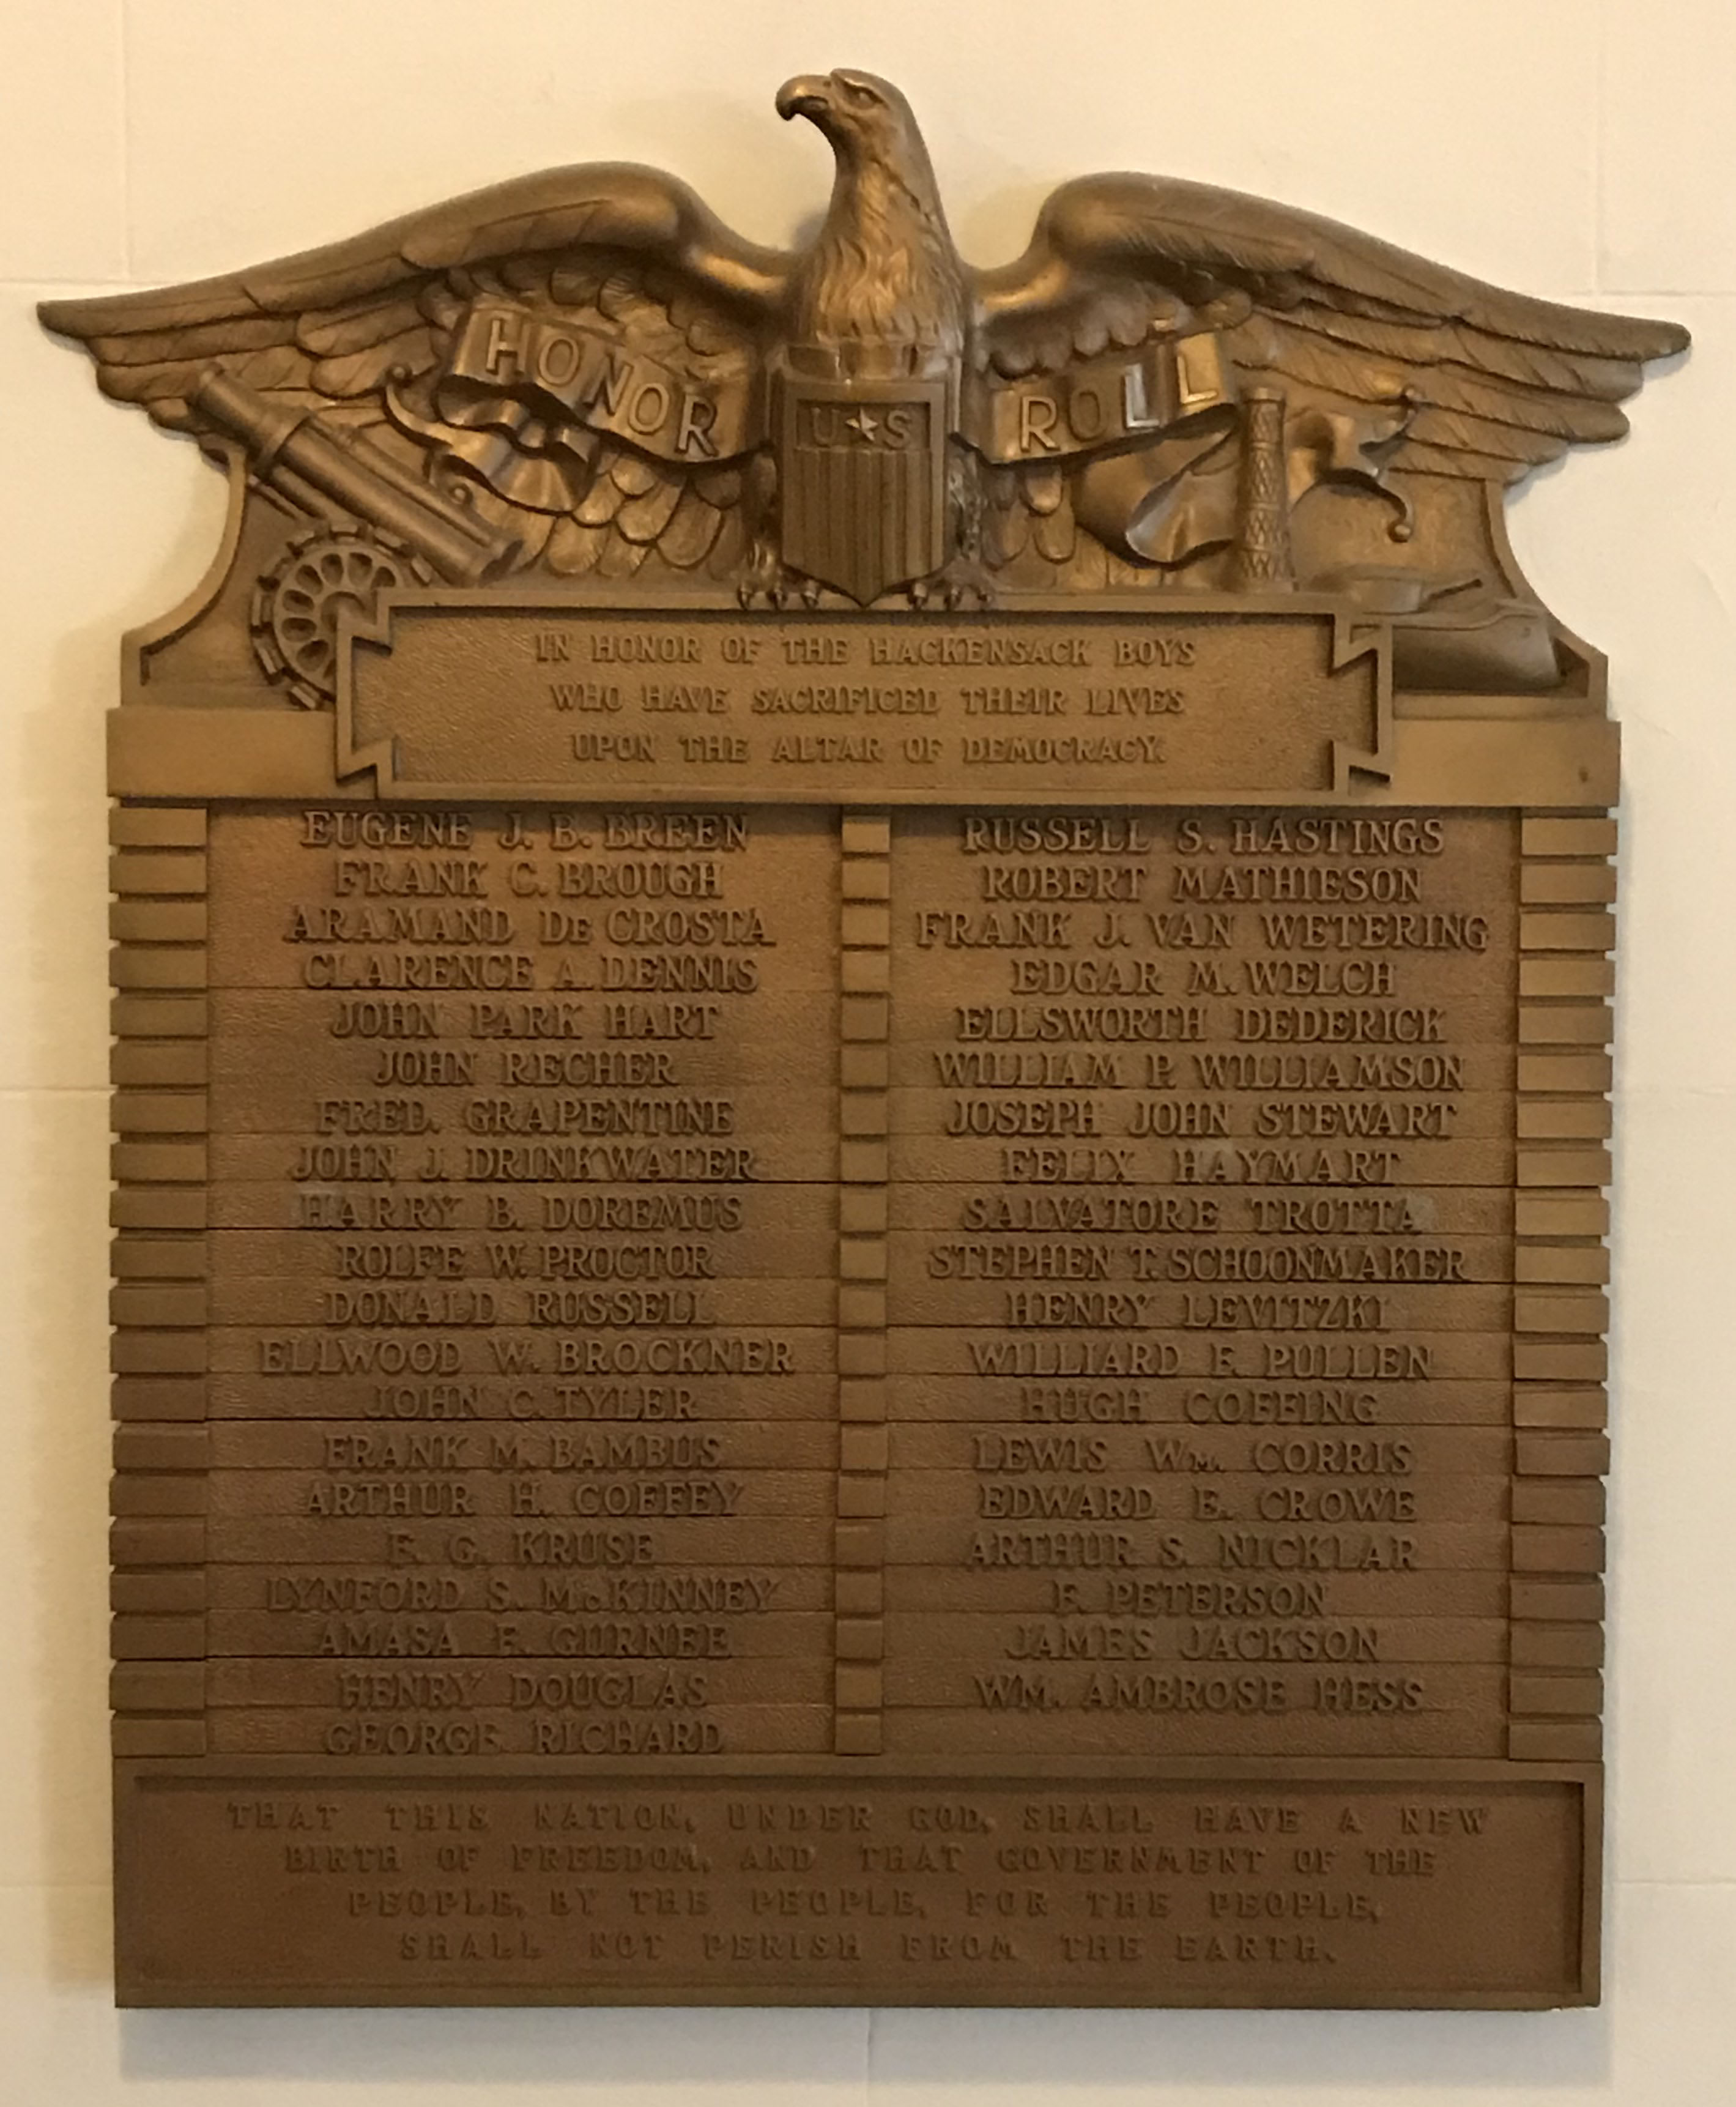 HONOR ROLL
U S
IN HONOR OF THE HACKENSACK BOYS
WHO HAVE SACRIFICED THEIR LIVES
UPON THE ALTAR OF DEMOCRACY.
EUGENE J. B. BREEN
FRANK C. BROUGH
ARAMAND DE CROSTA
CLARENCE A. DENNIS
JOHN PARK HART
JOHN RECHER
FRED. GRAPENTINE
JOHN J. DRINKWATER
HARRY B. DOREMUS
ROLFE W. PROCTOR
DONALD RUSSELL
ELLWOOD W. BROCKNER
JOHN C. TYLER
FRANK M. BAMBUS
ARTHUR H. COFFEY
F. G. KRUSE
LYNFORD S. McKINNEY
AMASA F. GURNEE
HENRY DOUGLAS
GEORGE RICHARD
RUSSELL S. HASTINGS
ROBERT MATHIESON
FRANK J. VAN WETERING
EDGAR M. WELCH
ELLSWORTH DEDERICK
WILLIAM P. WILLIAMSON
JOSEPH JOHN STEWART
FELIX HAYMART
SALVATORE TROTTA
STEPHEN T. SCHOONMAKER
HENRY LEVITZKI
WILLIARD F. PULLEN
HUGH COFFING
LEWIS WM. CORRIS
EDWARD E. CROWE
ARTHUR S. NICKLAR
F. PETERSON
JAMES JACKSON
WM. AMBROSE HESS
THAT THIS NATION, UNDER GOD, SHALL HAVE A NEW
BIRTH OF FREEDOM, AND THAT GOVERNMENT OF THE
PEOPLE, BY THE PEOPLE, FOR THE PEOPLE,
SHALL NOT PERISH FROM THE EARTH.